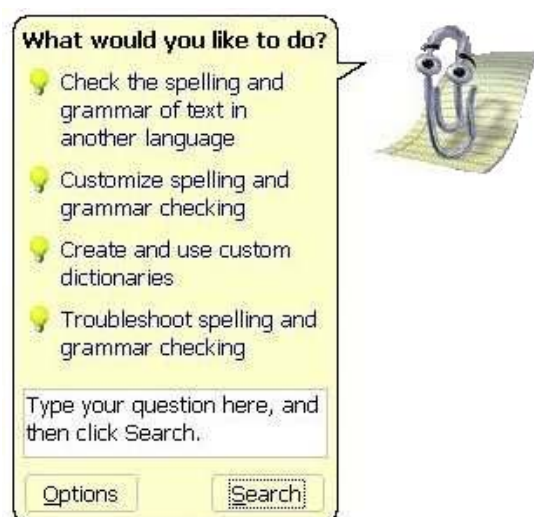 What would you like to do?
Check the spelling and
grammar of text in
another language
Customize spelling and
grammar checking
Create and use custom
dictionaries
Troubleshoot spelling and
grammar checking
Type your question here, and
then click Search.
Options
Search